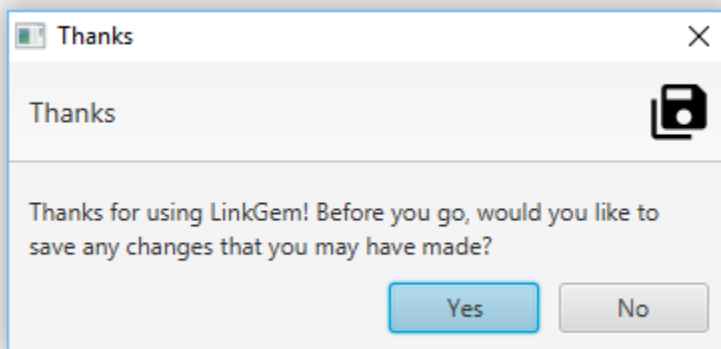 Thanks
Thanks
Thanks for using LinkGem! Before you go, would you like to
save any changes that you may have made?
Yes No